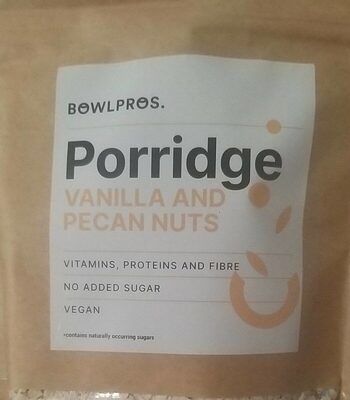 BOWLPROS.
Porridge
VANILLA AND
PECAN NUTS
VITAMINS, PROTEINS AND FIBRE
NO ADDED SUGAR
VEGAN
*contains naturally occurring sugars